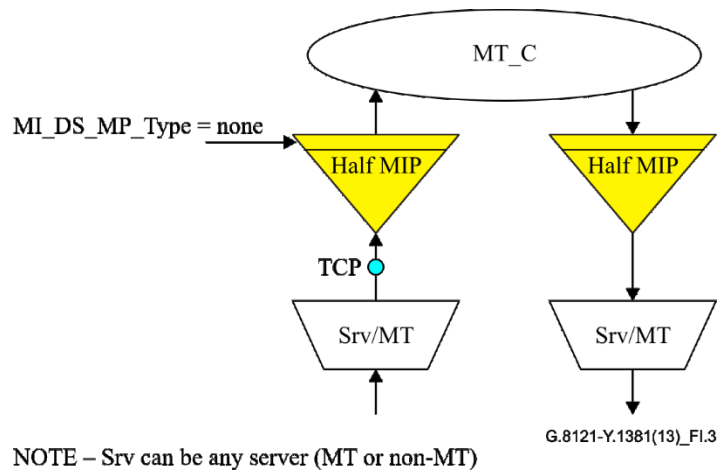 MT_C
MI_DS_MP_Type = none
Half MIP
Half MIP
TCP
Srv/MT
Srv/MT
G.8121-Y.1381(13)_FI.3
NOTE – Srv can be any server (MT or non-MT)